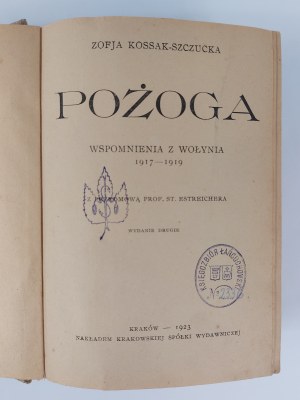 ZOFJA KOSSAK-SZCZUCKA
POŻOGA
WSPOMNIENIA Z WOŁYNIA
1917—1919
Z PRZEDMOWĄ PROF. ST. ESTREICHERA
WYDANIE DRUGIE
KSIĘGOZBIÓR
KRAKÓW — 1923
NAKŁADEM KRAKOWSKIEJ SPÓŁKI WYDAWNICZEJ